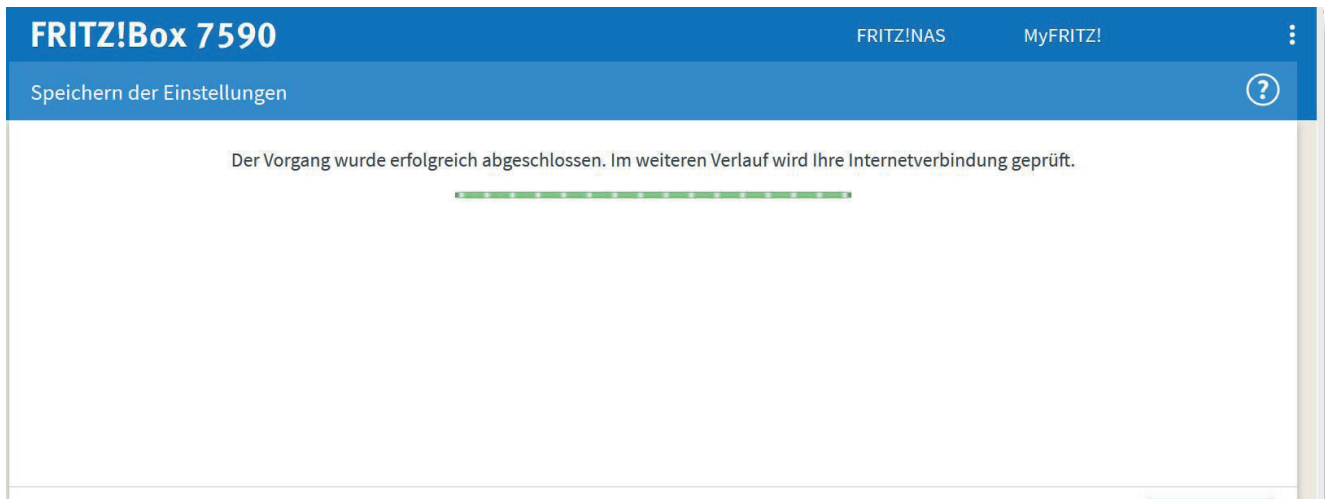 FRITZ!Box 7590
FRITZ!NAS
MyFRITZ!
Speichern der Einstellungen
?
Der Vorgang wurde erfolgreich abgeschlossen. Im weiteren Verlauf wird Ihre Internetverbindung geprüft.